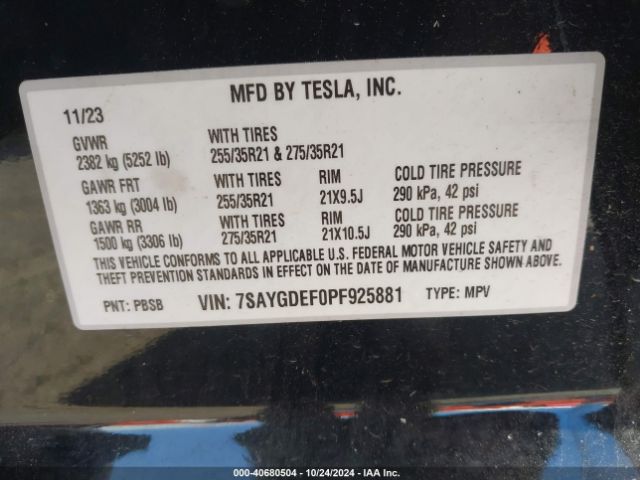 MFD BY TESLA, INC.
11/23
GVWR WITH TIRES
2382 kg (5252 lb) 255/35R21 & 275/35R21
GAWR FRT WITH TIRES RIM COLD TIRE PRESSURE
1363 kg (3004 lb) 255/35R21 21X9.5J 290 kPa, 42 psi
GAWR RR WITH TIRES RIM COLD TIRE PRESSURE
1500 kg (3306 lb) 275/35R21 21X10.5J 290 kPa, 42 psi
THIS VEHICLE CONFORMS TO ALL APPLICABLE U.S. FEDERAL MOTOR VEHICLE SAFETY AND
THEFT PREVENTION STANDARDS IN EFFECT ON THE DATE OF MANUFACTURE SHOWN ABOVE.
PNT: PBSB VIN: 7SAYGDEF0PF925881 TYPE: MPV
000-40680504 • 10/24/2024 • IAA Inc.